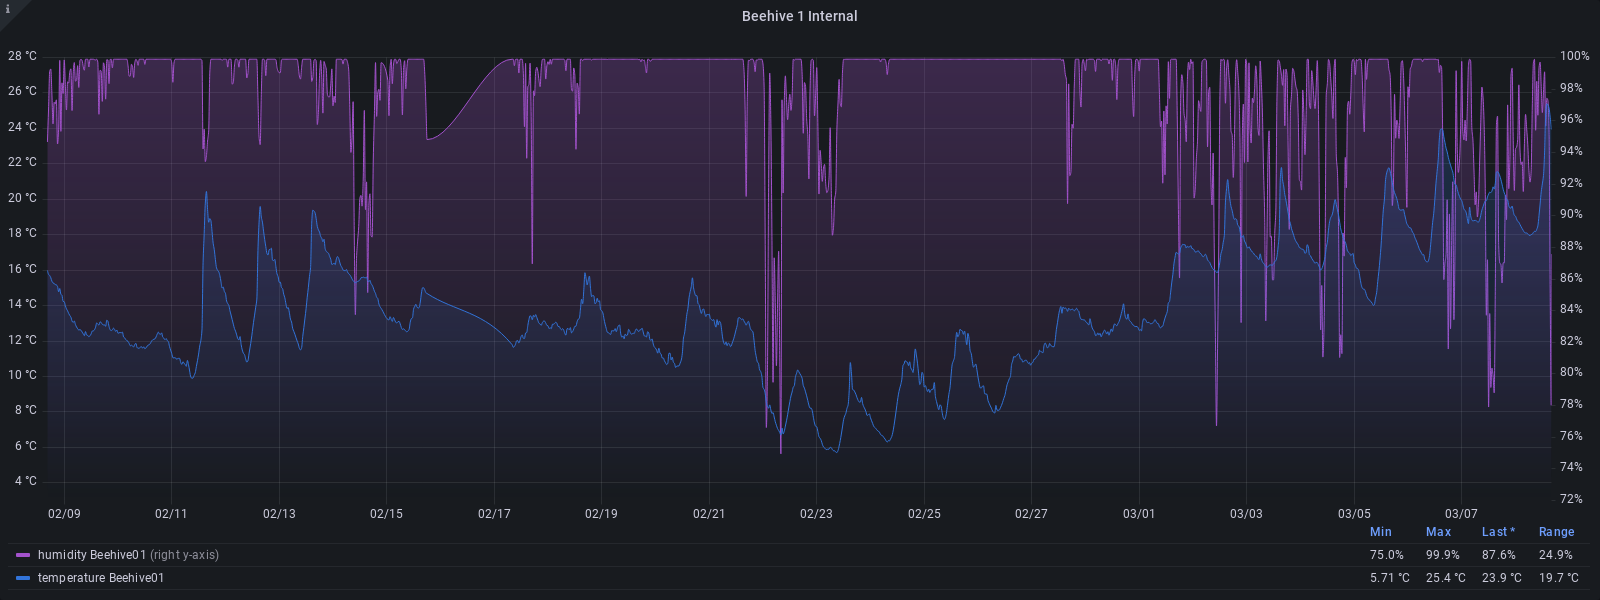 i
Beehive 1 Internal
28 °C 100%
26 °C 98%
24 °C 96%
22 °C 94%
20 °C 92%
18 °C 90%
16 °C 88%
14 °C 86%
12 °C 84%
10 °C 82%
8 °C 80%
6 °C 78%
4 °C 76%
74%
72%
02/09 02/11 02/13 02/15 02/17 02/19 02/21 02/23 02/25 02/27 03/01 03/03 03/05 03/07
Min Max Last * Range
humidity Beehive01 (right y-axis) 75.0% 99.9% 87.6% 24.9%
temperature Beehive01 5.71 °C 25.4 °C 23.9 °C 19.7 °C